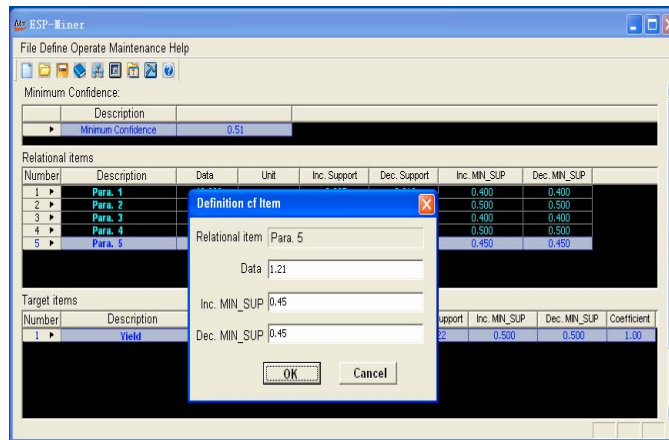 ESP-Miner
File Define Operate Maintenance Help
Minimum Confidence:
Description
Minimum Confidence 0.51
Relational items
Number Description Data Unit Inc. Support Dec. Support Inc. MIN_SUP Dec. MIN_SUP
1 Para. 1 0.400 0.400
2 Para. 2 0.500 0.500
3 Para. 3 0.400 0.400
4 Para. 4 0.500 0.500
5 Para. 5 0.450 0.450
Definition of Item
Relational item Para. 5
Data 1.21
Inc. MIN_SUP 0.45
Dec. MIN_SUP 0.45
OK Cancel
Target items
Number Description upport Inc. MIN_SUP Dec. MIN_SUP Coefficient
1 Yield 22 0.500 0.500 1.00